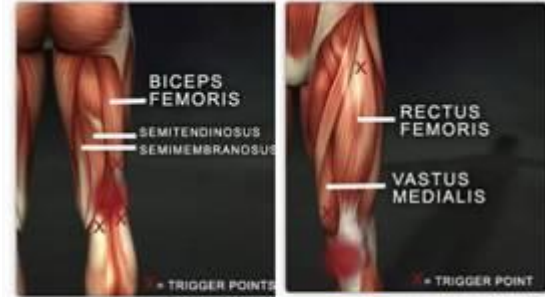 BICEPS
FEMORIS
SEMITENDINOSUS
SEMIMEMBRANOSUS
X = TRIGGER POINTS
RECTUS
FEMORIS
VASTUS
MEDIALIS
X = TRIGGER POINT